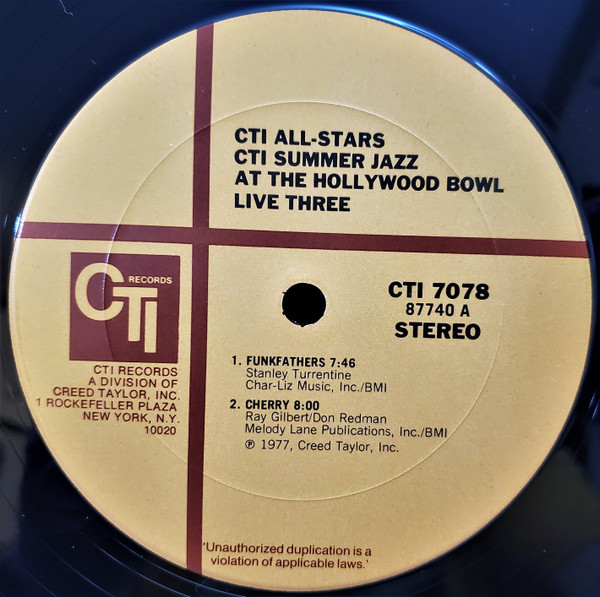 CTI ALL-STARS
CTI SUMMER JAZZ
AT THE HOLLYWOOD BOWL
LIVE THREE
CTI RECORDS
CTI RECORDS
A DIVISION OF
CREED TAYLOR, INC.
1 ROCKEFELLER PLAZA
NEW YORK, N.Y.
10020
CTI 7078
87740 A
STEREO
1. FUNKFATHERS 7:46
Stanley Turrentine
Char-Liz Music, Inc./BMI
2. CHERRY 8:00
Ray Gilbert/Don Redman
Melody Lane Publications, Inc./BMI
℗ 1977, Creed Taylor, Inc.
'Unauthorized duplication is a
violation of applicable laws.'